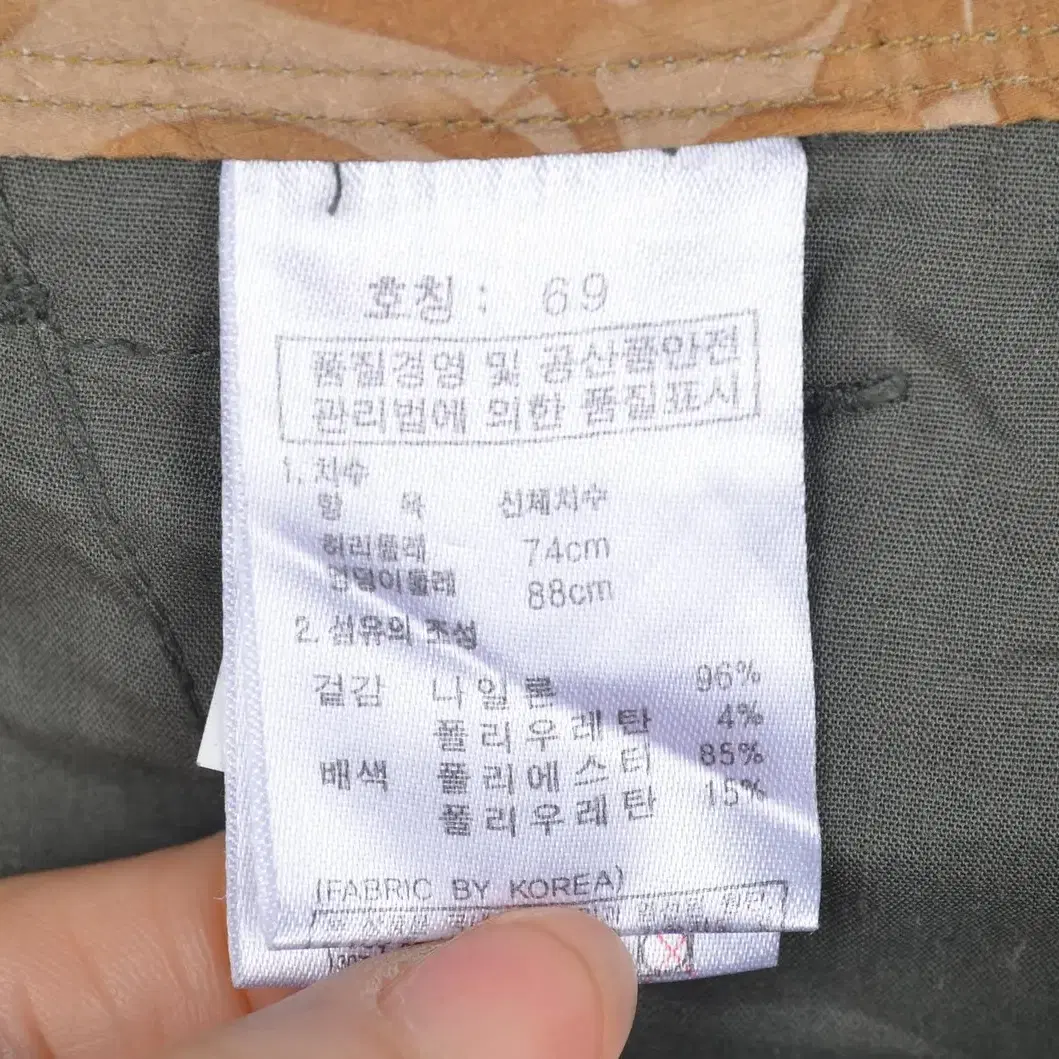 호칭 : 69
품질경영 및 공산품안전
관리법에 의한 품질표시
1. 치수
항 목 신체치수
허리둘레 74cm
엉덩이둘레 88cm
2. 섬유의 조성
겉감 나일론 96%
폴리우레탄 4%
배색 폴리에스터 85%
폴리우레탄 15%
(FABRIC BY KOREA)